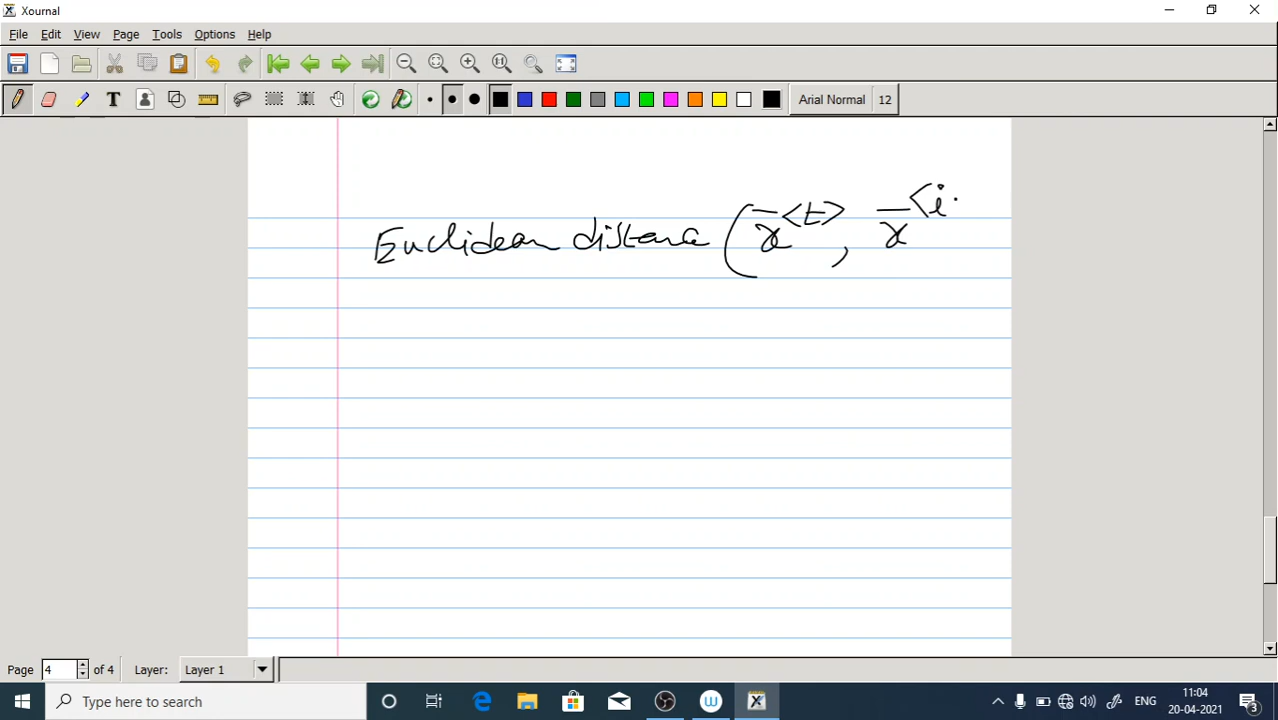 Xournal
File Edit View Page Tools Options Help
Arial Normal 12
Euclidean distance ( x̅<t>, x̅<i
Page 4 of 4 Layer: Layer 1
Type here to search
ENG
11:04
20-04-2021
3